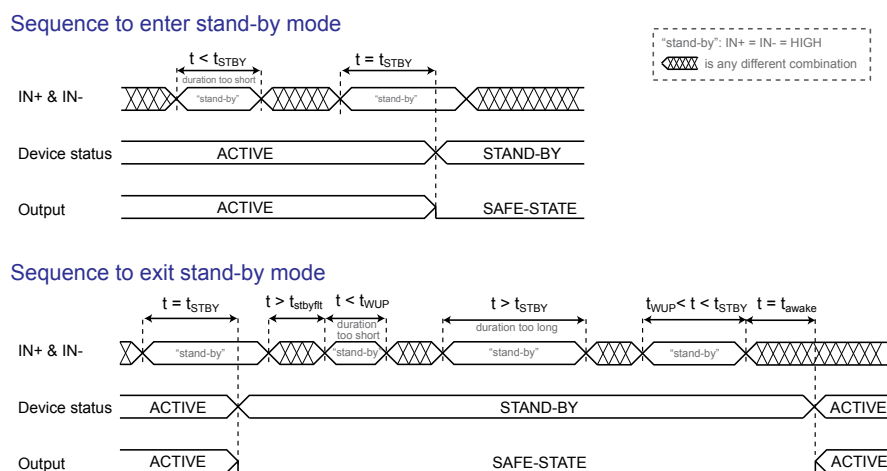 Sequence to enter stand-by mode
"stand-by": IN+ = IN- = HIGH
is any different combination
t < tSTBY
t = tSTBY
duration too short
IN+ & IN-
"stand-by"
"stand-by"
Device status
ACTIVE
STAND-BY
Output
ACTIVE
SAFE-STATE
Sequence to exit stand-by mode
t = tSTBY
t > tstbyflt
t < tWUP
t > tSTBY
tWUP < t < tSTBY
t = tawake
duration
too short
duration too long
IN+ & IN-
"stand-by"
"stand-by"
"stand-by"
"stand-by"
Device status
ACTIVE
STAND-BY
ACTIVE
Output
ACTIVE
SAFE-STATE
ACTIVE